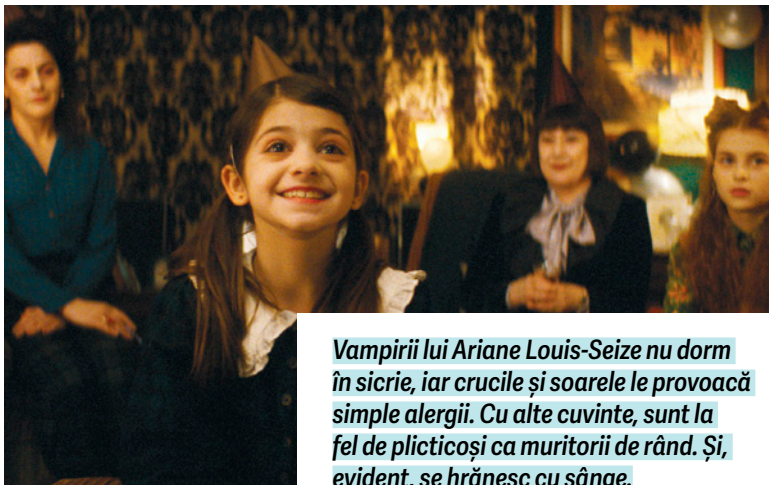 Vampirii lui Ariane Louis-Seize nu dorm
în sicrie, iar crucile și soarele le provoacă
simple alergii. Cu alte cuvinte, sunt la
fel de plicticoși ca muritorii de rând. Și,
evident, se hrănesc cu sânge.